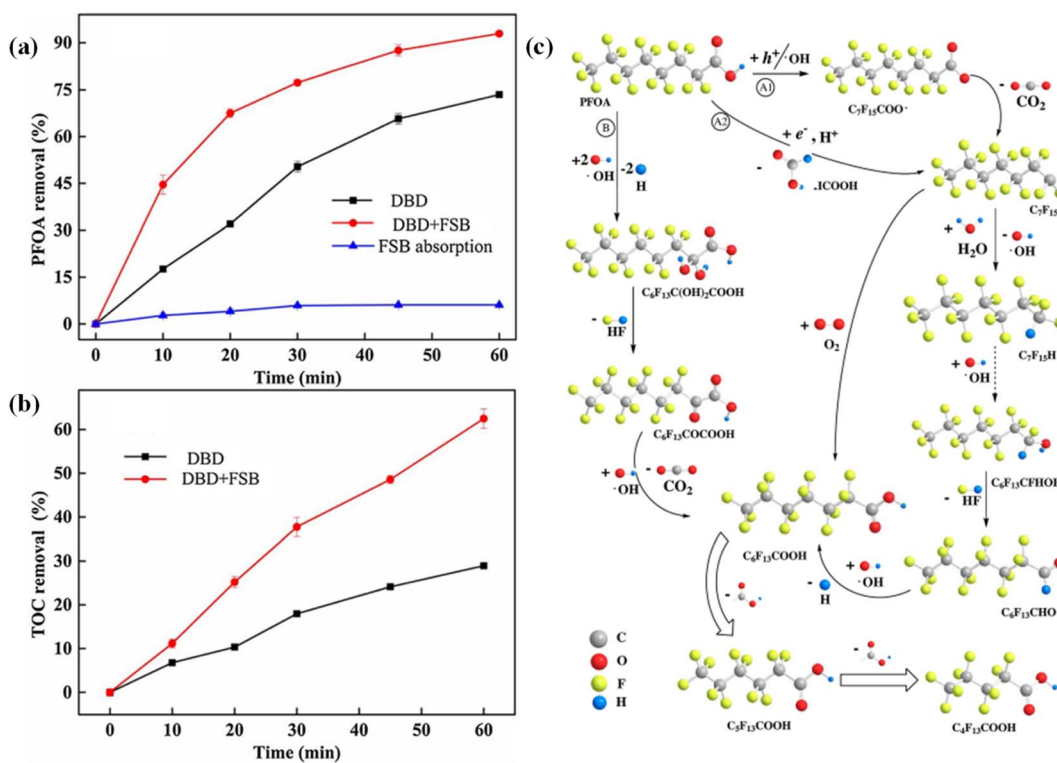 (a)
90
75
60
45
30
15
0
PFOA removal (%)
DBD
DBD+FSB
FSB absorption
0 10 20 30 40 50 60
Time (min)
(b)
60
50
40
30
20
10
0
TOC removal (%)
DBD
DBD+FSB
0 10 20 30 40 50 60
Time (min)
(c)
PFOA
+ h⁺/·OH
A1
C₇F₁₅COO·
- CO₂
B
A2
+ e⁻, H⁺
-
.ICOOH
+2 ·OH
-2 H
C₇F₁₅
+ H₂O
- ·OH
C₆F₁₃C(OH)₂COOH
- HF
+ O₂
C₇F₁₅H
+ ·OH
C₆F₁₃COCOOH
+ ·OH
- CO₂
C₆F₁₃CFHOH
- HF
C₆F₁₃COOH
+ ·OH
- H
C₆F₁₃CHO
-
C
O
F
H
-
C₅F₁₃COOH
C₄F₁₃COOH